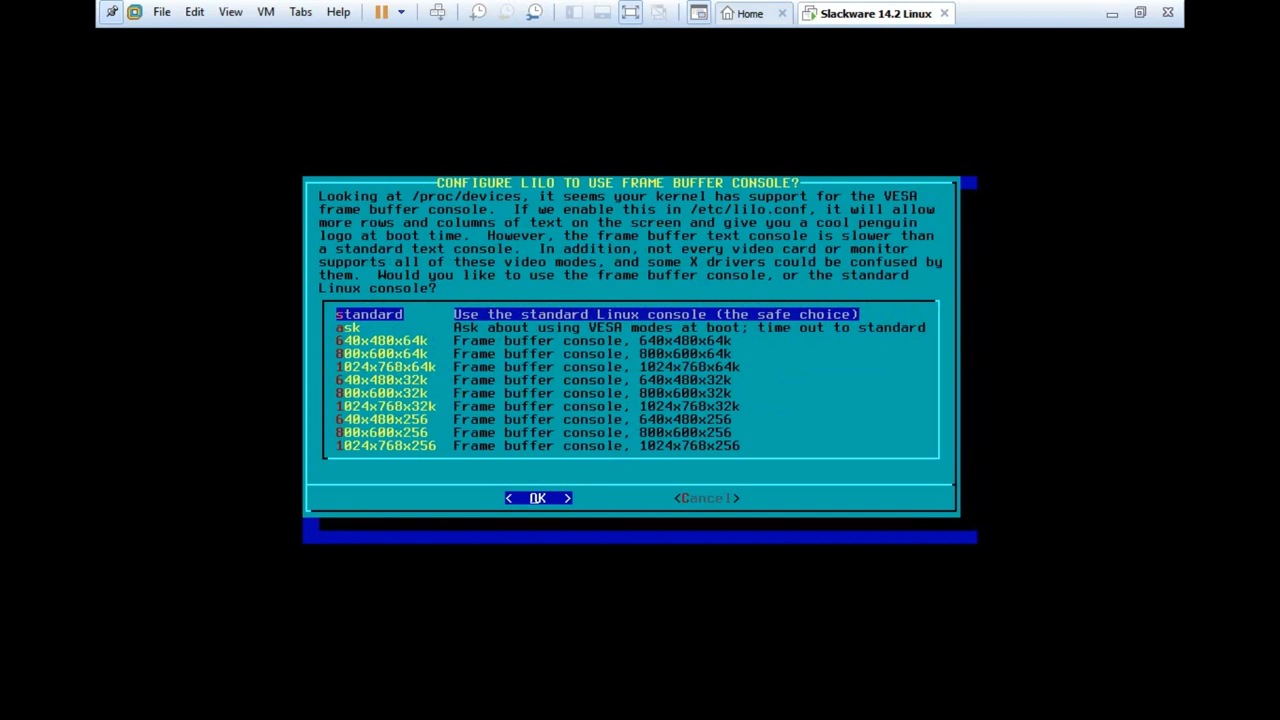 File Edit View VM Tabs Help Home Slackware 14.2 Linux
CONFIGURE LILO TO USE FRAME BUFFER CONSOLE?
Looking at /proc/devices, it seems your kernel has support for the VESA
frame buffer console.  If we enable this in /etc/lilo.conf, it will allow
more rows and columns of text on the screen and give you a cool penguin
logo at boot time.  However, the frame buffer text console is slower than
a standard text console.  In addition, not every video card or monitor
supports all of these video modes, and some X drivers could be confused by
them.  Would you like to use the frame buffer console, or the standard
Linux console?
standard Use the standard Linux console (the safe choice)
ask Ask about using VESA modes at boot; time out to standard
640x480x64k Frame buffer console, 640x480x64k
800x600x64k Frame buffer console, 800x600x64k
1024x768x64k Frame buffer console, 1024x768x64k
640x480x32k Frame buffer console, 640x480x32k
800x600x32k Frame buffer console, 800x600x32k
1024x768x32k Frame buffer console, 1024x768x32k
640x480x256 Frame buffer console, 640x480x256
800x600x256 Frame buffer console, 800x600x256
1024x768x256 Frame buffer console, 1024x768x256
< OK > <Cancel>